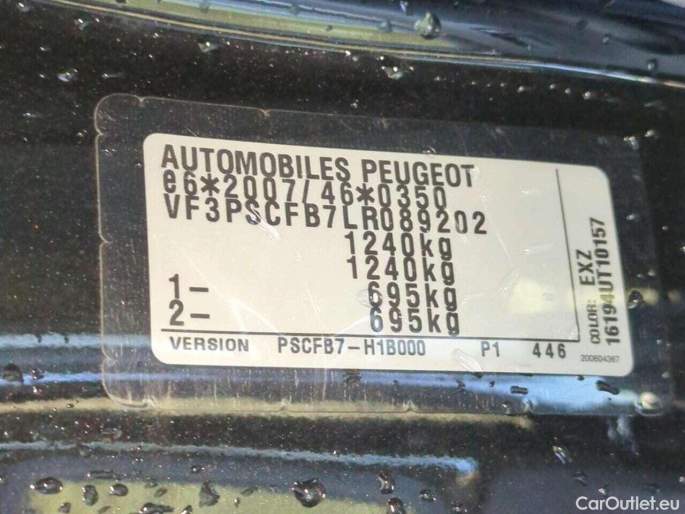 AUTOMOBILES PEUGEOT
e6*2007/46*0350
VF3PSCFB7LR089202
1240kg
1240kg
1- 695kg
2- 695kg
VERSION PSCFB7-H1B000 P1 446
COLOR: EXZ
16194UT10157
200604367
CarOutlet.eu